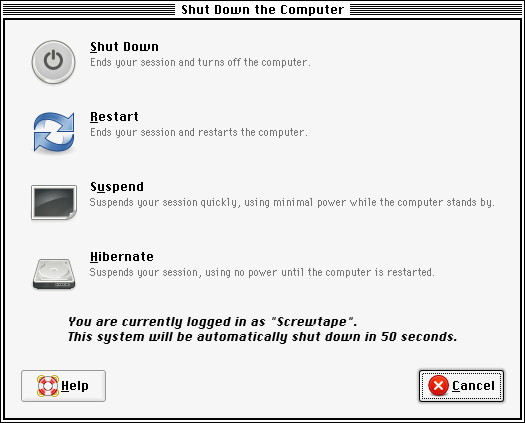 Shut Down the Computer
Shut Down
Ends your session and turns off the computer.
Restart
Ends your session and restarts the computer.
Suspend
Suspends your session quickly, using minimal power while the computer stands by.
Hibernate
Suspends your session, using no power until the computer is restarted.
You are currently logged in as "Screwtape".
This system will be automatically shut down in 50 seconds.
Help
Cancel